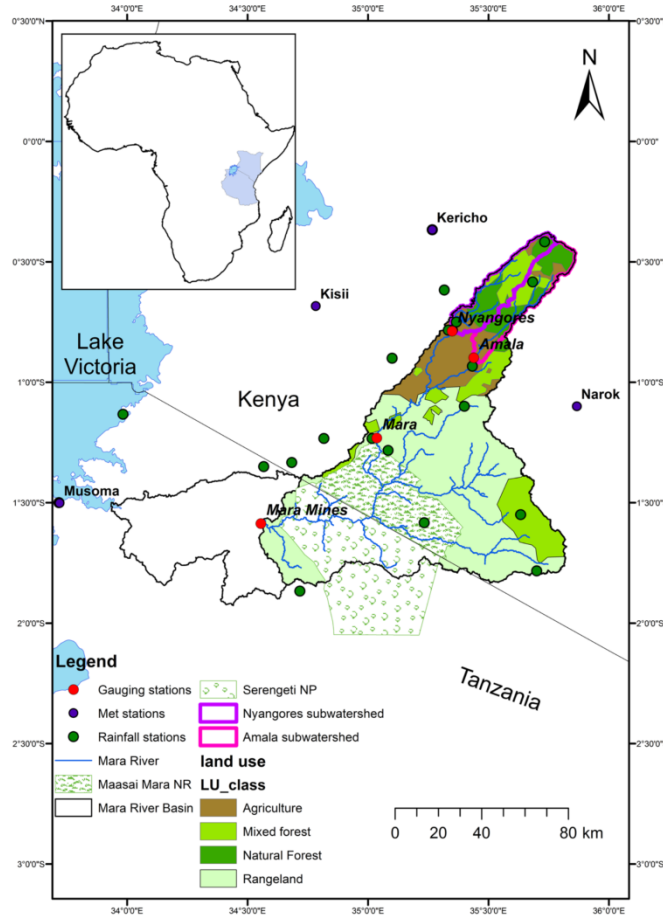 34°0'0"E 34°30'0"E 35°0'0"E 35°30'0"E 36°0'0"E
0°30'0"N 0°30'0"N
N
0°0'0" 0°0'0"
Kericho
0°30'0"S 0°30'0"S
Kisii
Nyangores
Lake
Victoria
Amala
1°0'0"S 1°0'0"S
Kenya
Narok
Mara
Musoma
1°30'0"S 1°30'0"S
Mara Mines
2°0'0"S 2°0'0"S
Tanzania
Legend
Gauging stations
Met stations
Rainfall stations
Mara River
Maasai Mara NR
Mara River Basin
Serengeti NP
Nyangores subwatershed
Amala subwatershed
land use
LU_class
Agriculture
Mixed forest
Natural Forest
Rangeland
2°30'0"S 2°30'0"S
0 20 40 60 80 km
3°0'0"S 3°0'0"S
34°0'0"E 34°30'0"E 35°0'0"E 35°30'0"E 36°0'0"E